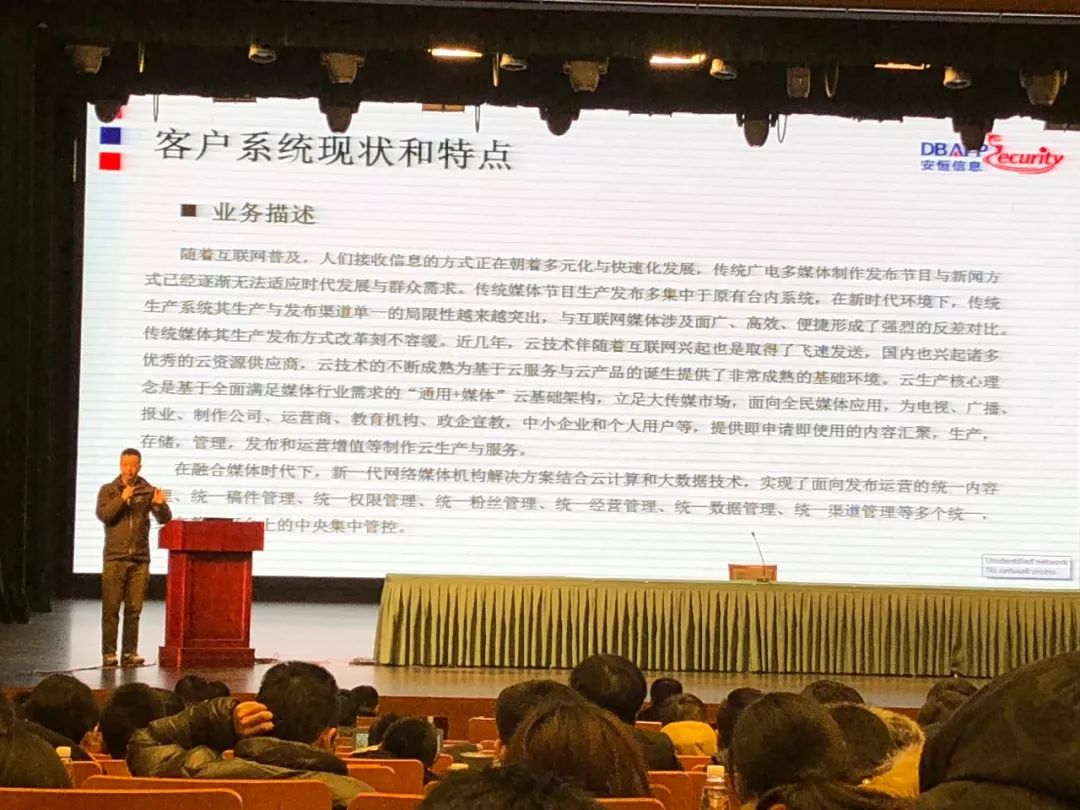 客户系统现状和特点
DBAPPSecurity
安恒信息
业务描述
随着互联网普及，人们接收信息的方式正在朝着多元化与快速化发展，传统广电多媒体制作发布节目与新闻方
式已经逐渐无法适应时代发展与群众需求。传统媒体节目生产发布多集中于原有台内系统，在新时代环境下，传统
生产系统其生产与发布渠道单一的局限性越来越突出，与互联网媒体涉及面广、高效、便捷形成了强烈的反差对比。
传统媒体其生产发布方式改革刻不容缓。近几年，云技术伴随着互联网兴起也是取得了飞速发送，国内也兴起诸多
优秀的云资源供应商，云技术的不断成熟为基于云服务与云产品的诞生提供了非常成熟的基础环境。云生产核心理
念是基于全面满足媒体行业需求的“通用+媒体”云基础架构，立足大传媒市场，面向全民媒体应用，为电视、广播、
报业、制作公司、运营商、教育机构、政企宣教，中小企业和个人用户等，提供即申请即使用的内容汇聚，生产，
存储，管理，发布和运营增值等制作云生产与服务。
在融合媒体时代下，新一代网络媒体机构解决方案结合云计算和大数据技术，实现了面向发布运营的统一内容
、统一稿件管理、统一权限管理、统一粉丝管理、统一经营管理、统一数据管理、统一渠道管理等多个统一，
上的中央集中管控。
Unidentified network
No network access